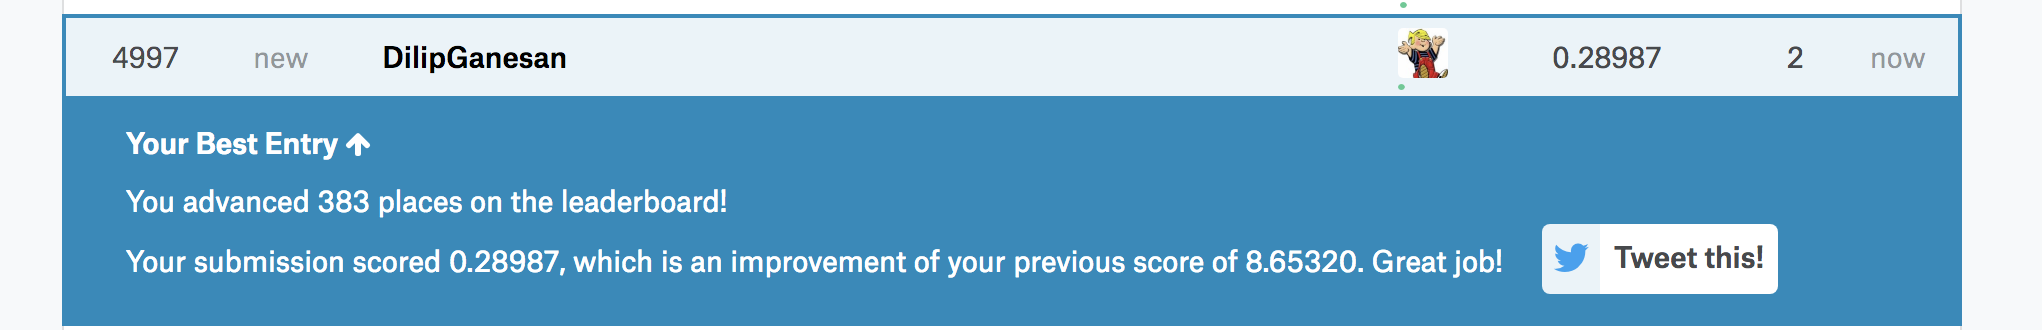 4997 new DilipGanesan 0.28987 2 now
Your Best Entry ↑
You advanced 383 places on the leaderboard!
Your submission scored 0.28987, which is an improvement of your previous score of 8.65320. Great job! Tweet this!